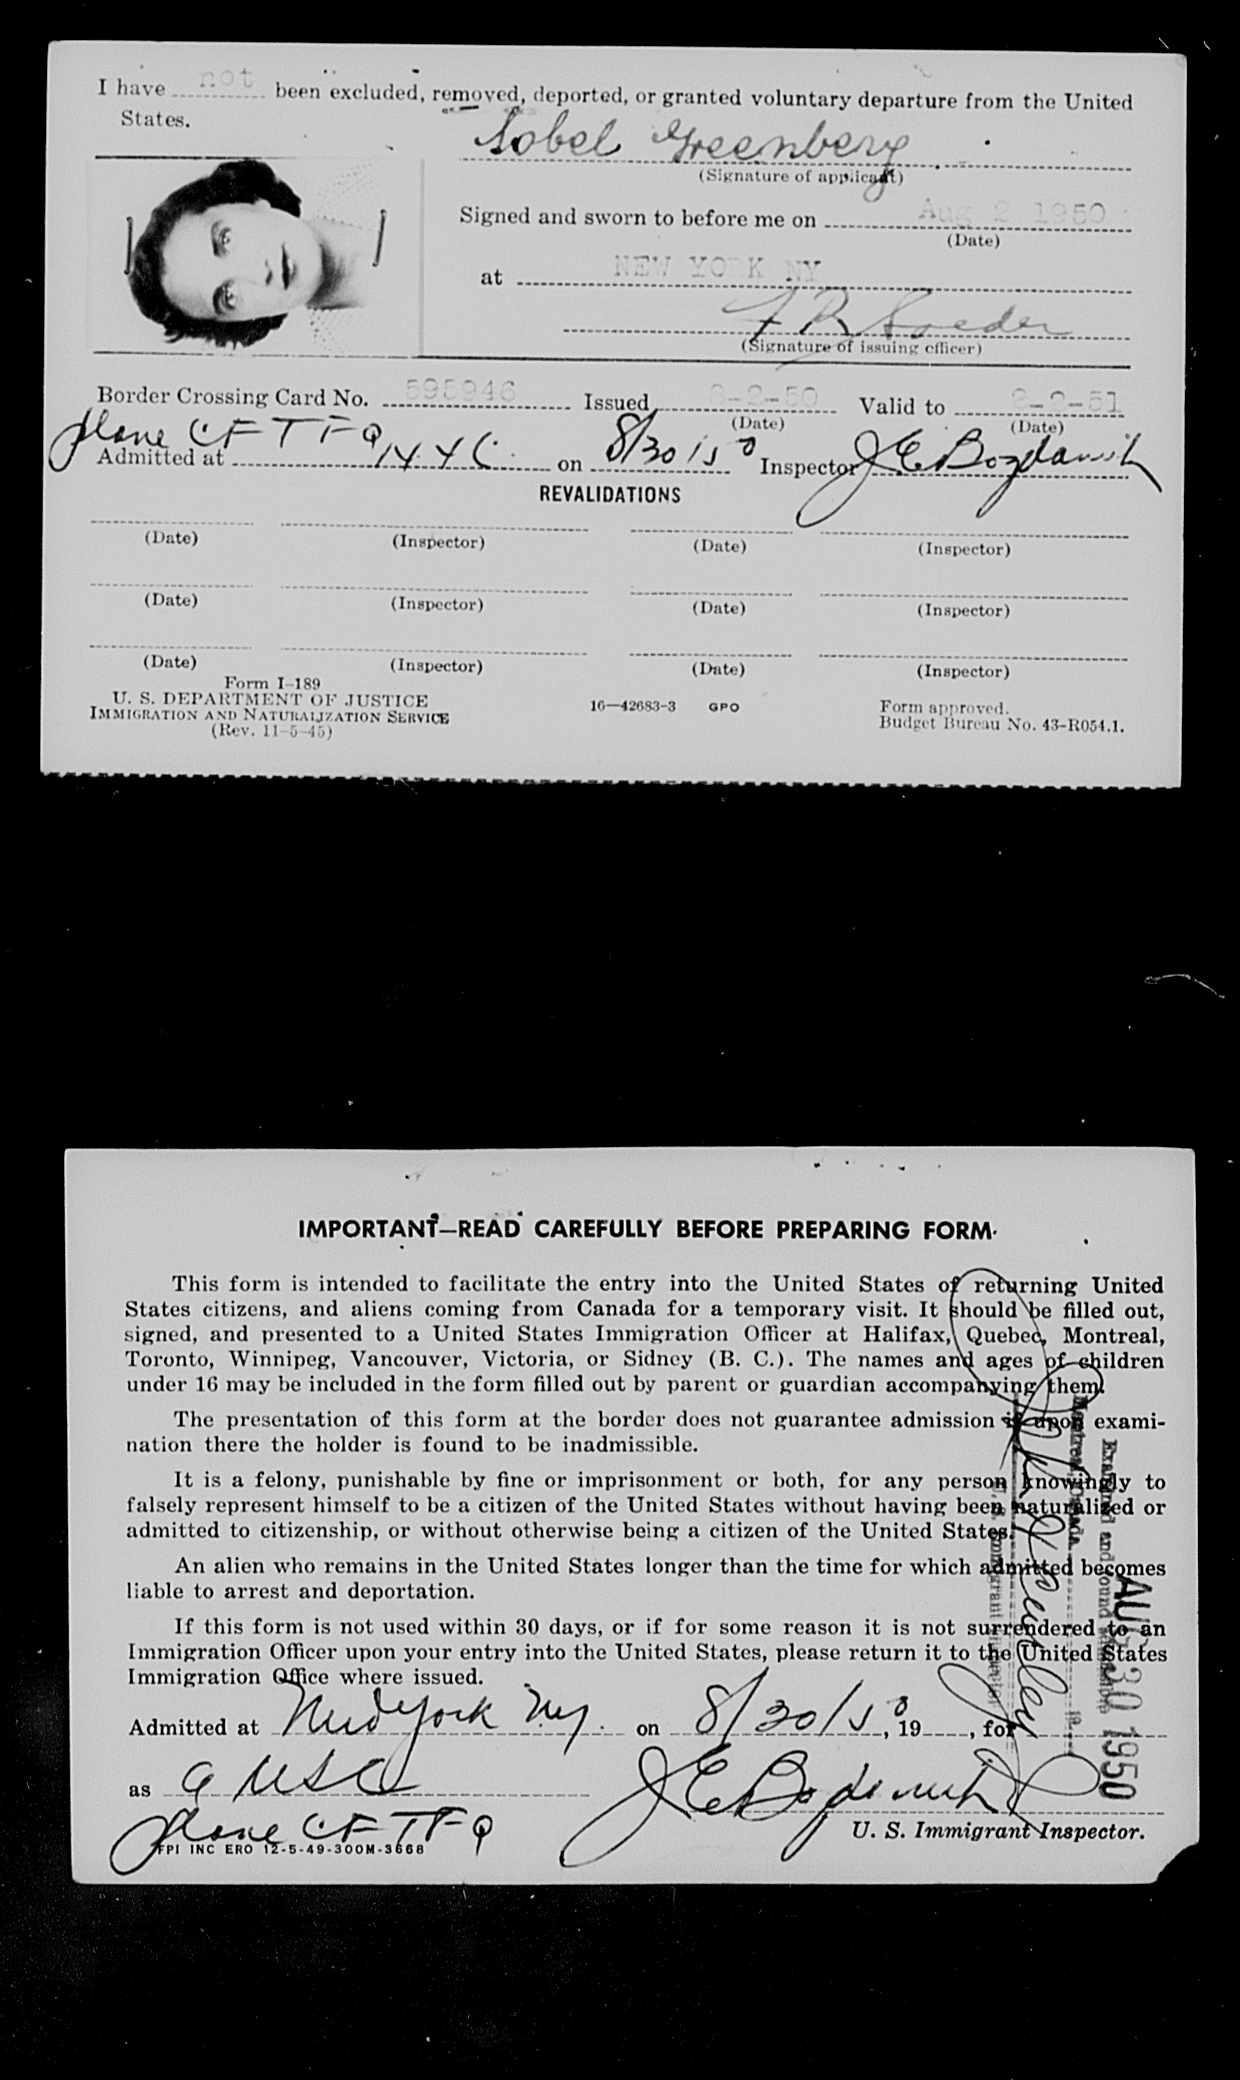 I have not been excluded, removed, deported, or granted voluntary departure from the United
States.
Sobel Greenberg
(Signature of applicant)
Signed and sworn to before me on Aug 2 1950
(Date)
at NEW YORK NY
(Signature of issuing officer)
Border Crossing Card No. 595946 Issued 8-2-50 Valid to 2-2-51
(Date) (Date)
plane CFTFQ
Admitted at NYC on 8/30/50 Inspector J E Bogdanich
REVALIDATIONS
(Date) (Inspector) (Date) (Inspector)
(Date) (Inspector) (Date) (Inspector)
(Date) (Inspector) (Date) (Inspector)
Form I-189
U. S. DEPARTMENT OF JUSTICE
IMMIGRATION AND NATURALIZATION SERVICE
(Rev. 11-5-45)
16—42683-3 GPO
Form approved.
Budget Bureau No. 43-R054.1.
IMPORTANT—READ CAREFULLY BEFORE PREPARING FORM.
This form is intended to facilitate the entry into the United States of returning United
States citizens, and aliens coming from Canada for a temporary visit. It should be filled out,
signed, and presented to a United States Immigration Officer at Halifax, Quebec, Montreal,
Toronto, Winnipeg, Vancouver, Victoria, or Sidney (B. C.). The names and ages of children
under 16 may be included in the form filled out by parent or guardian accompanying them.
The presentation of this form at the border does not guarantee admission if upon exami-
nation there the holder is found to be inadmissible.
It is a felony, punishable by fine or imprisonment or both, for any person knowingly to
falsely represent himself to be a citizen of the United States without having been naturalized or
admitted to citizenship, or without otherwise being a citizen of the United States.
An alien who remains in the United States longer than the time for which admitted becomes
liable to arrest and deportation.
If this form is not used within 30 days, or if for some reason it is not surrendered to an
Immigration Officer upon your entry into the United States, please return it to the United States
Immigration Office where issued.
Admitted at New York Ny. on 8/30/50, 19, for
as a USC
plane CFTFQ
FPI INC ERO 12-5-49-300M-3668
U. S. Immigrant Inspector.
Examined and found
Montreal, Canada
AUG 30 1950